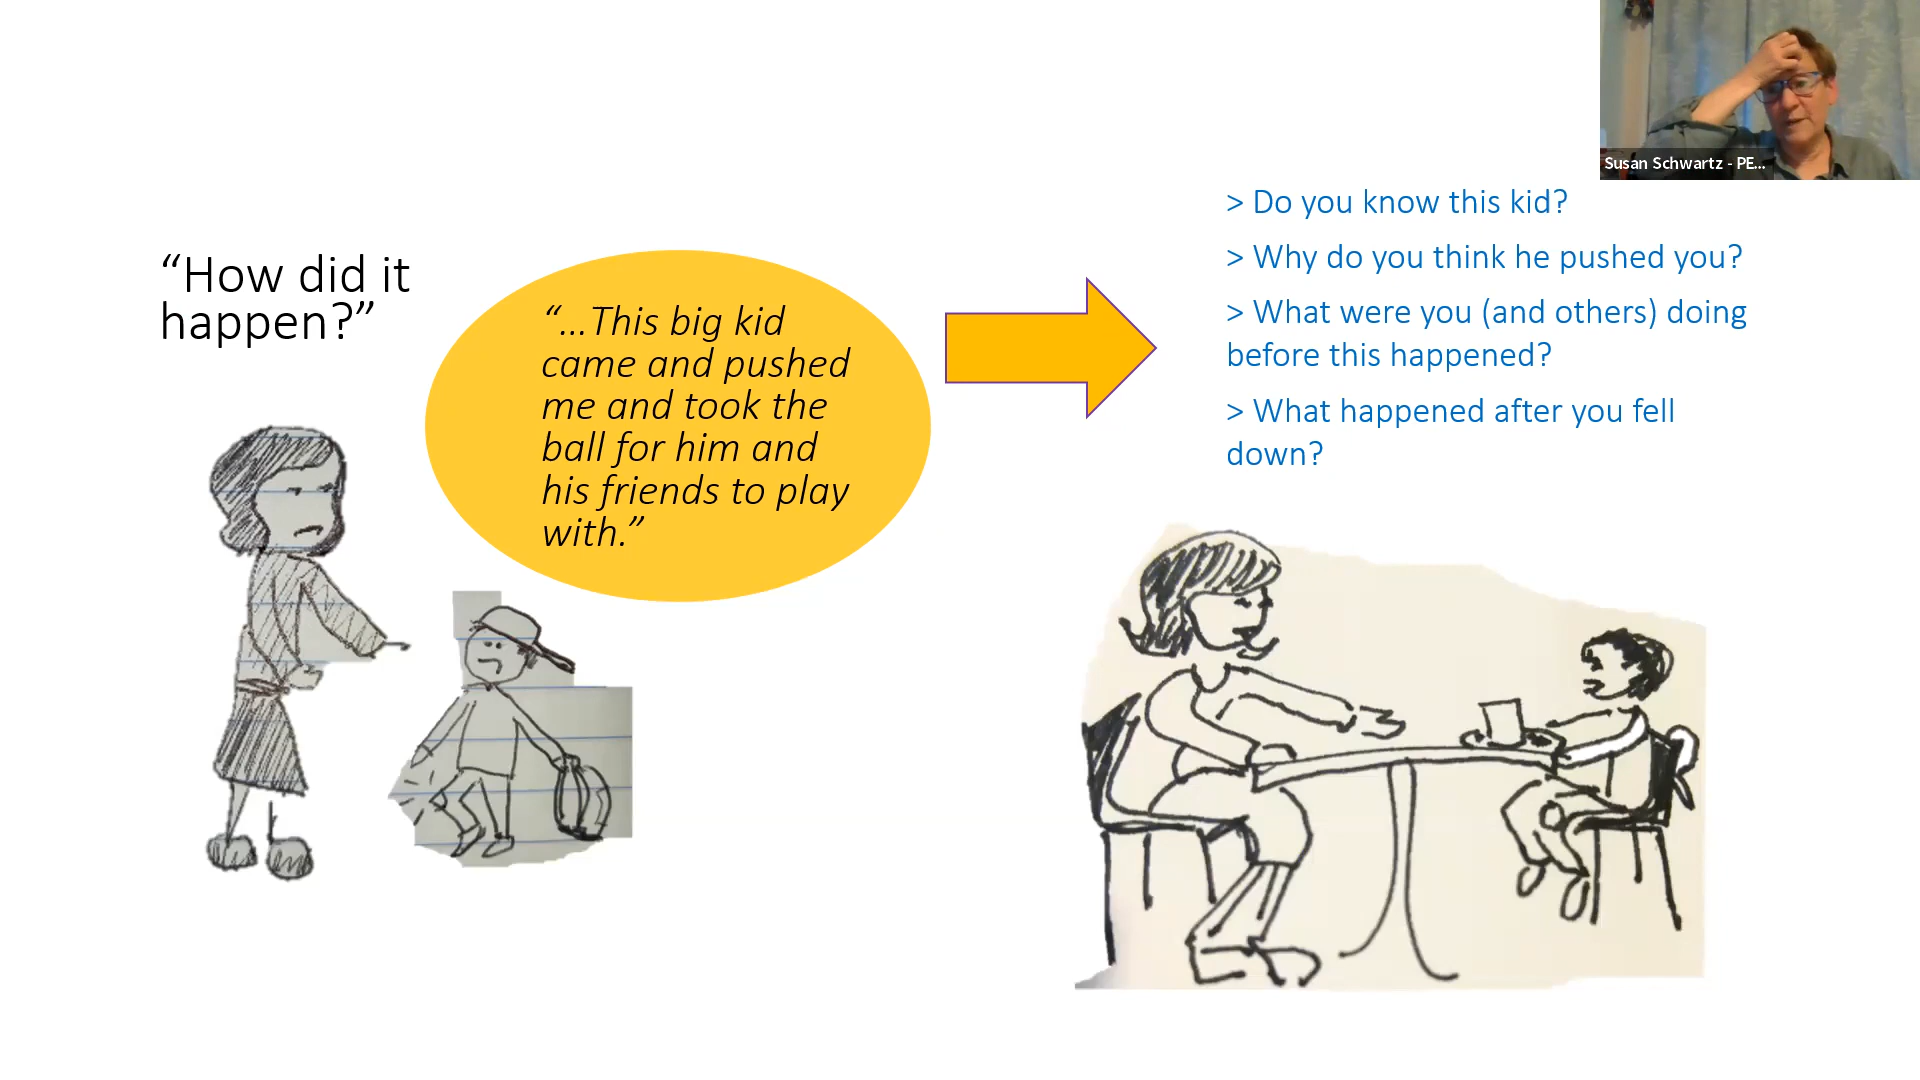 Susan Schwartz - PE...
“How did it
happen?”
“...This big kid
came and pushed
me and took the
ball for him and
his friends to play
with.”
> Do you know this kid?
> Why do you think he pushed you?
> What were you (and others) doing
before this happened?
> What happened after you fell
down?